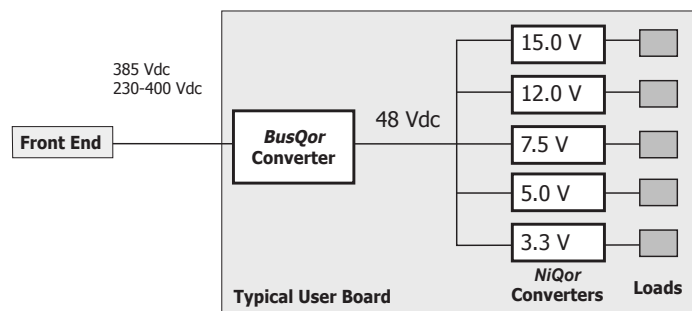 385 Vdc
230-400 Vdc
Front End
BusQor
Converter
48 Vdc
15.0 V
12.0 V
7.5 V
5.0 V
3.3 V
NiQor
Converters
Loads
Typical User Board